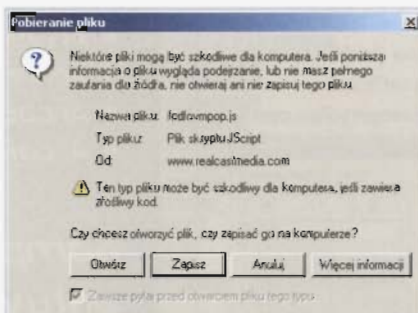 Pobieranie pliku
Niektóre pliki mogą być szkodliwe dla komputera. Jeśli poniższa
informacja o pliku wygląda podejrzanie, lub nie masz pełnego
zaufania dla źródła, nie otwieraj ani nie zapisuj tego pliku.
Nazwa pliku:
Typ pliku: Plik skryptu JScript
Od: www.realcastmedia.com
Ten typ pliku może być szkodliwy dla komputera, jeśli zawiera
złośliwy kod.
Czy chcesz otworzyć plik, czy zapisać go na komputerze?
Otwórz Zapisz Anuluj Więcej informacji
Zawsze pytaj przed otwarciem pliku tego typu